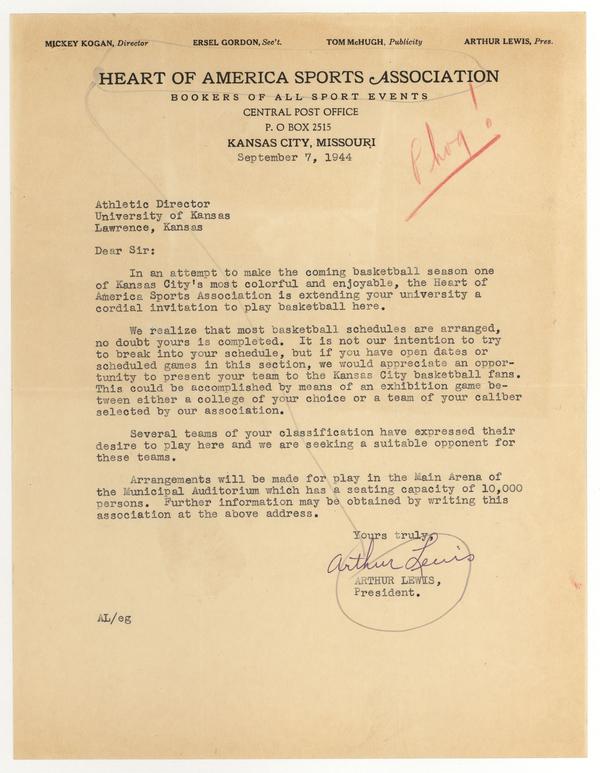 MICKEY KOGAN, Director ERSEL GORDON, Sec't. TOM McHUGH, Publicity ARTHUR LEWIS, Pres.
HEART OF AMERICA SPORTS ASSOCIATION
BOOKERS OF ALL SPORT EVENTS
CENTRAL POST OFFICE
P. O BOX 2515
KANSAS CITY, MISSOURI
September 7, 1944
Phog!
Athletic Director
University of Kansas
Lawrence, Kansas
Dear Sir:
In an attempt to make the coming basketball season one
of Kansas City's most colorful and enjoyable, the Heart of
America Sports Association is extending your university a
cordial invitation to play basketball here.
We realize that most basketball schedules are arranged,
no doubt yours is completed. It is not our intention to try
to break into your schedule, but if you have open dates or
scheduled games in this section, we would appreciate an oppor-
tunity to present your team to the Kansas City basketball fans.
This could be accomplished by means of an exhibition game be-
tween either a college of your choice or a team of your caliber
selected by our association.
Several teams of your classification have expressed their
desire to play here and we are seeking a suitable opponent for
these teams.
Arrangements will be made for play in the Main Arena of
the Municipal Auditorium which has a seating capacity of 10,000
persons. Further information may be obtained by writing this
association at the above address.
Yours truly,
Arthur Lewis
ARTHUR LEWIS,
President.
AL/eg